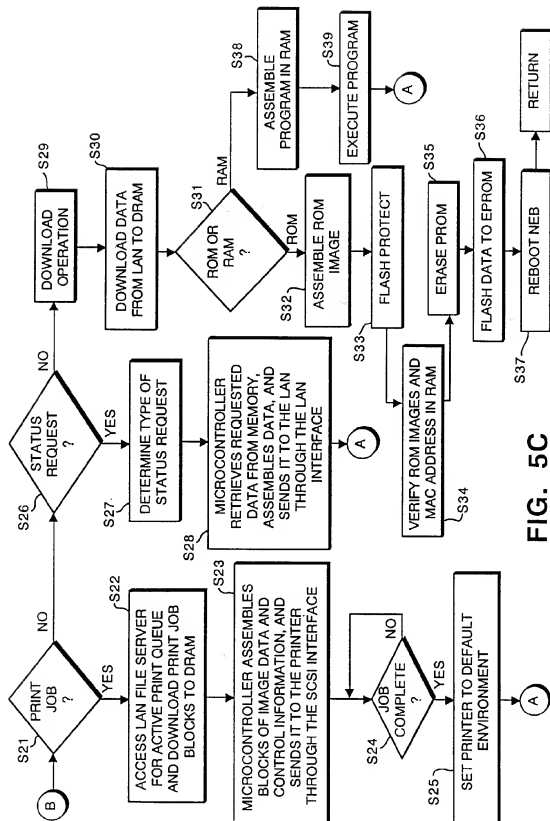 B
S21
PRINT
JOB
?
NO
YES
S22
ACCESS LAN FILE SERVER
FOR ACTIVE PRINT QUEUE
AND DOWNLOAD PRINT JOB
BLOCKS TO DRAM
S23
MICROCONTROLLER ASSEMBLES
BLOCKS OF IMAGE DATA AND
CONTROL INFORMATION, AND
SENDS IT TO THE PRINTER
THROUGH THE SCSI INTERFACE
S24
JOB
COMPLETE
?
NO
YES
S25
SET PRINTER TO DEFAULT
ENVIRONMENT
A
S26
STATUS
REQUEST
?
NO
YES
S27
DETERMINE TYPE OF
STATUS REQUEST
S28
MICROCONTROLLER
RETRIEVES REQUESTED
DATA FROM MEMORY,
ASSEMBLES DATA, AND
SENDS IT TO THE LAN
THROUGH THE LAN
INTERFACE
A
S29
DOWNLOAD
OPERATION
S30
DOWNLOAD DATA
FROM LAN TO DRAM
S31
ROM OR
RAM
?
RAM
ROM
S32
ASSEMBLE ROM
IMAGE
S33
FLASH PROTECT
S34
VERIFY ROM IMAGES AND
MAC ADDRESS IN RAM
S35
ERASE PROM
S36
FLASH DATA TO EPROM
S37
REBOOT NEB
RETURN
S38
ASSEMBLE
PROGRAM IN RAM
S39
EXECUTE PROGRAM
A
FIG. 5C